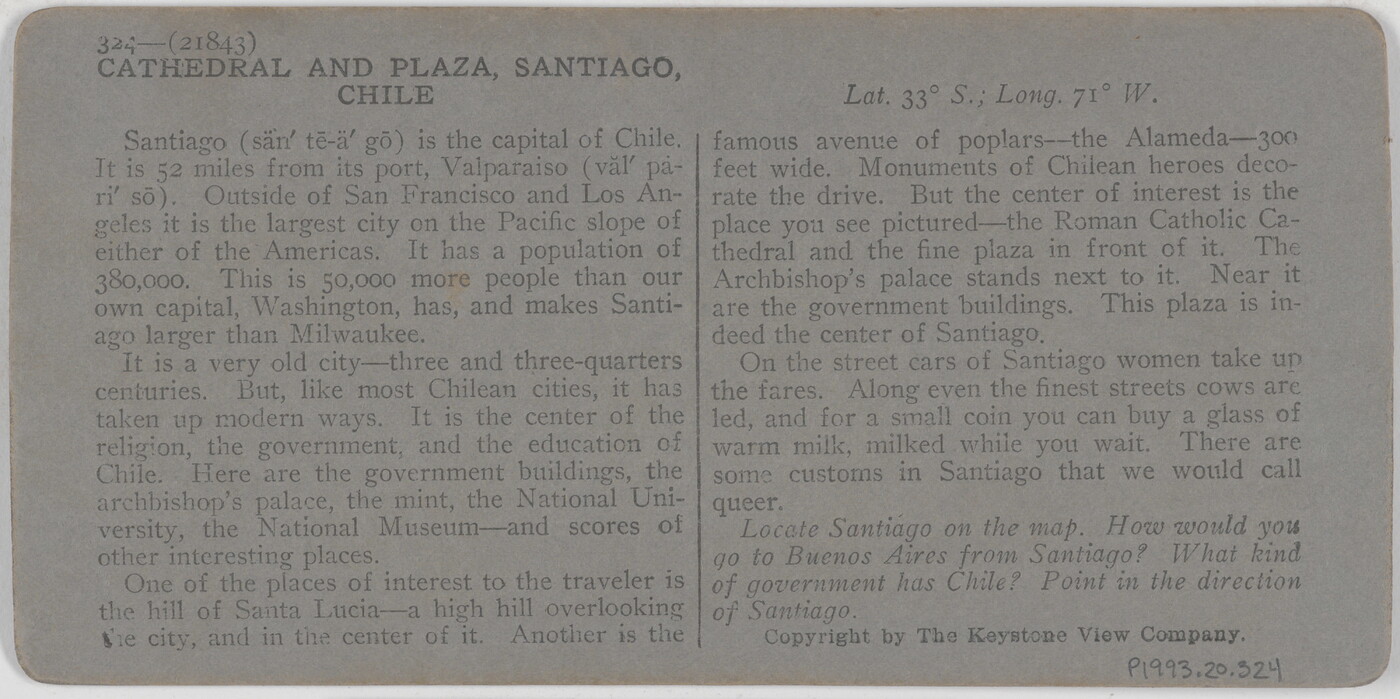 324—(21843)
CATHEDRAL AND PLAZA, SANTIAGO,
CHILE
Lat. 33° S.; Long. 71° W.
Santiago (sän′ tē-ä′ gō) is the capital of Chile.
It is 52 miles from its port, Valparaiso (văl′ pȧ-
rī′ sō). Outside of San Francisco and Los An-
geles it is the largest city on the Pacific slope of
either of the Americas. It has a population of
380,000. This is 50,000 more people than our
own capital, Washington, has, and makes Santi-
ago larger than Milwaukee.
It is a very old city—three and three-quarters
centuries. But, like most Chilean cities, it has
taken up modern ways. It is the center of the
religion, the government, and the education of
Chile. Here are the government buildings, the
archbishop's palace, the mint, the National Uni-
versity, the National Museum—and scores of
other interesting places.
One of the places of interest to the traveler is
the hill of Santa Lucia—a high hill overlooking
the city, and in the center of it. Another is the
famous avenue of poplars—the Alameda—300
feet wide. Monuments of Chilean heroes deco-
rate the drive. But the center of interest is the
place you see pictured—the Roman Catholic Ca-
thedral and the fine plaza in front of it. The
Archbishop's palace stands next to it. Near it
are the government buildings. This plaza is in-
deed the center of Santiago.
On the street cars of Santiago women take up
the fares. Along even the finest streets cows are
led, and for a small coin you can buy a glass of
warm milk, milked while you wait. There are
some customs in Santiago that we would call
queer.
Locate Santiago on the map. How would you
go to Buenos Aires from Santiago? What kind
of government has Chile? Point in the direction
of Santiago.
Copyright by The Keystone View Company.
P1993.20.324